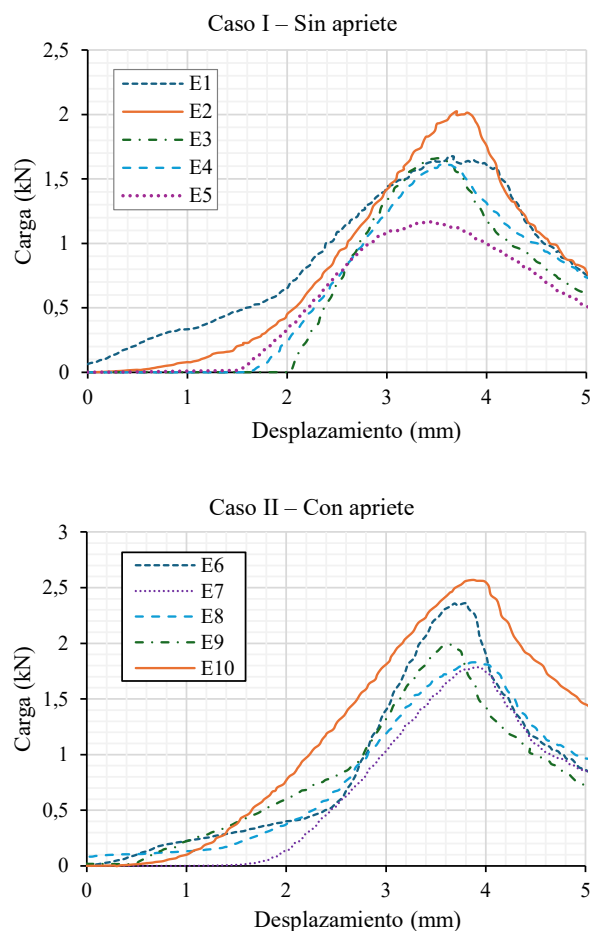 Caso I – Sin apriete
2,5
2
1,5
1
0,5
0
E1
E2
E3
E4
E5
Carga (kN)
0 1 2 3 4 5
Desplazamiento (mm)
Caso II – Con apriete
3
2,5
2
1,5
1
0,5
0
E6
E7
E8
E9
E10
Carga (kN)
0 1 2 3 4 5
Desplazamiento (mm)